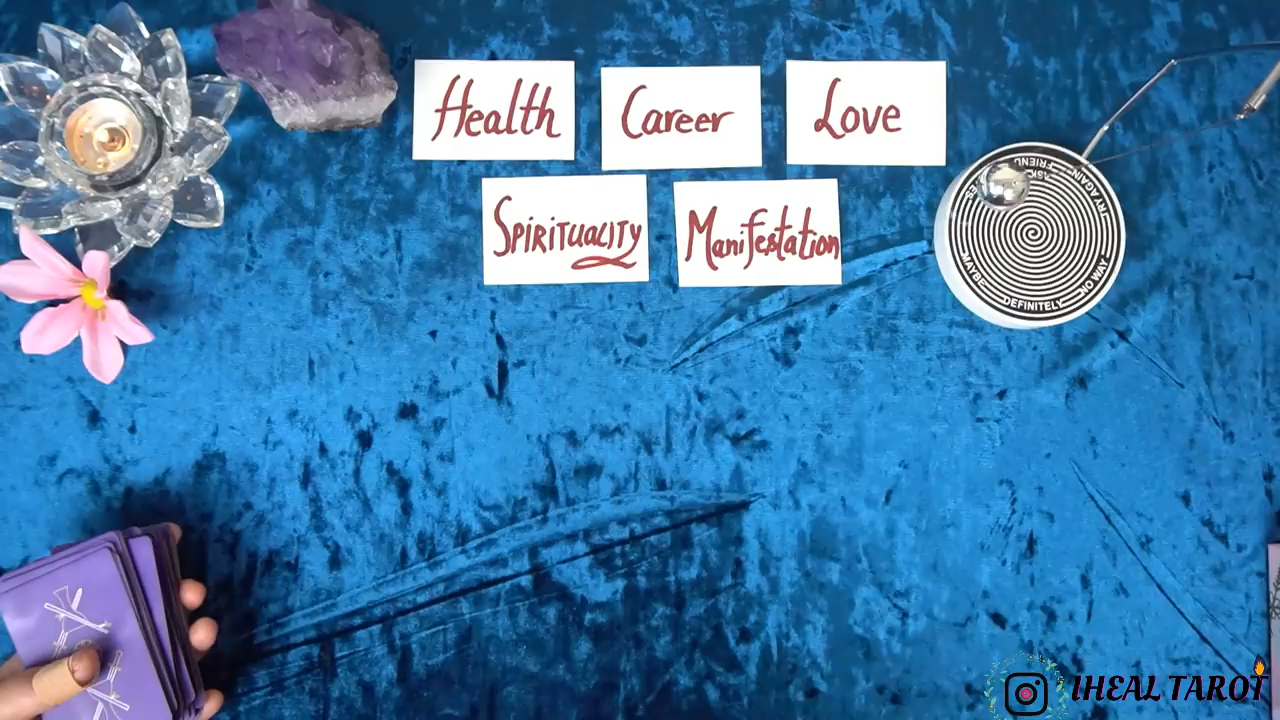 Health
Career
Love
SPIRITUALITY
Manifestation
ASK
FRIEND
TRY AGAIN
NO WAY
DEFINITELY
MAYBE
IHEAL TAROT